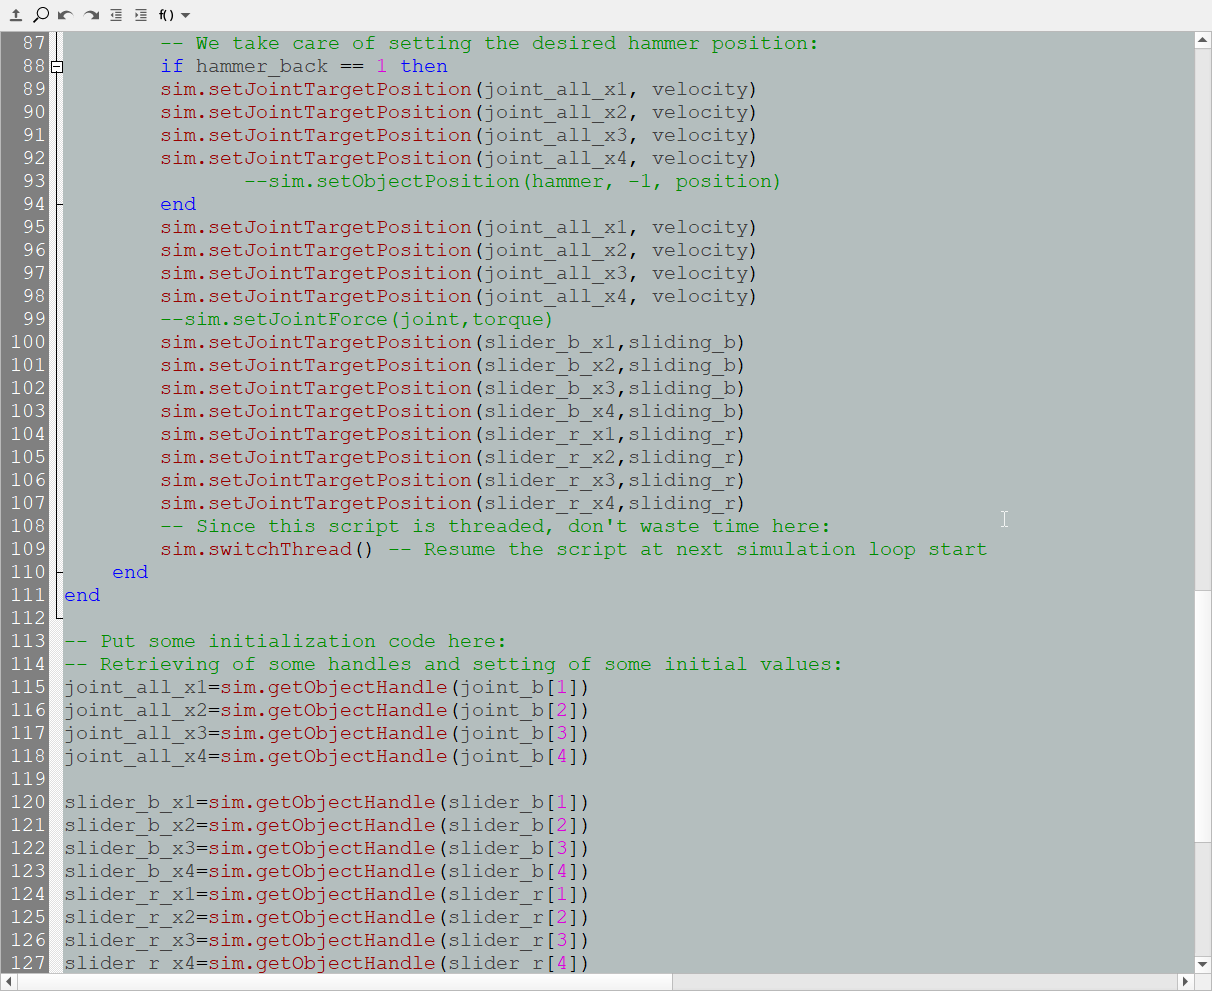 f()
87 -- We take care of setting the desired hammer position:
88 if hammer_back == 1 then
89 sim.setJointTargetPosition(joint_all_x1, velocity)
90 sim.setJointTargetPosition(joint_all_x2, velocity)
91 sim.setJointTargetPosition(joint_all_x3, velocity)
92 sim.setJointTargetPosition(joint_all_x4, velocity)
93 --sim.setObjectPosition(hammer, -1, position)
94 end
95 sim.setJointTargetPosition(joint_all_x1, velocity)
96 sim.setJointTargetPosition(joint_all_x2, velocity)
97 sim.setJointTargetPosition(joint_all_x3, velocity)
98 sim.setJointTargetPosition(joint_all_x4, velocity)
99 --sim.setJointForce(joint,torque)
100 sim.setJointTargetPosition(slider_b_x1,sliding_b)
101 sim.setJointTargetPosition(slider_b_x2,sliding_b)
102 sim.setJointTargetPosition(slider_b_x3,sliding_b)
103 sim.setJointTargetPosition(slider_b_x4,sliding_b)
104 sim.setJointTargetPosition(slider_r_x1,sliding_r)
105 sim.setJointTargetPosition(slider_r_x2,sliding_r)
106 sim.setJointTargetPosition(slider_r_x3,sliding_r)
107 sim.setJointTargetPosition(slider_r_x4,sliding_r)
108 -- Since this script is threaded, don't waste time here:
109 sim.switchThread() -- Resume the script at next simulation loop start
110 end
111 end
112
113 -- Put some initialization code here:
114 -- Retrieving of some handles and setting of some initial values:
115 joint_all_x1=sim.getObjectHandle(joint_b[1])
116 joint_all_x2=sim.getObjectHandle(joint_b[2])
117 joint_all_x3=sim.getObjectHandle(joint_b[3])
118 joint_all_x4=sim.getObjectHandle(joint_b[4])
119
120 slider_b_x1=sim.getObjectHandle(slider_b[1])
121 slider_b_x2=sim.getObjectHandle(slider_b[2])
122 slider_b_x3=sim.getObjectHandle(slider_b[3])
123 slider_b_x4=sim.getObjectHandle(slider_b[4])
124 slider_r_x1=sim.getObjectHandle(slider_r[1])
125 slider_r_x2=sim.getObjectHandle(slider_r[2])
126 slider_r_x3=sim.getObjectHandle(slider_r[3])
127 slider_r_x4=sim.getObjectHandle(slider_r[4])